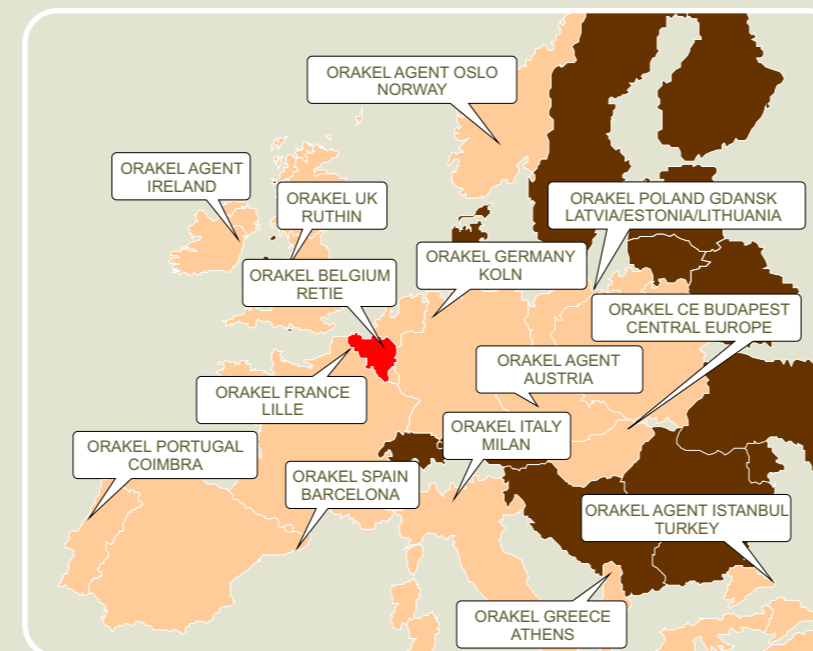 ORAKEL AGENT OSLO
NORWAY
ORAKEL AGENT
IRELAND
ORAKEL UK
RUTHIN
ORAKEL POLAND GDANSK
LATVIA/ESTONIA/LITHUANIA
ORAKEL BELGIUM
RETIE
ORAKEL GERMANY
KOLN
ORAKEL CE BUDAPEST
CENTRAL EUROPE
ORAKEL AGENT
AUSTRIA
ORAKEL FRANCE
LILLE
ORAKEL ITALY
MILAN
ORAKEL PORTUGAL
COIMBRA
ORAKEL SPAIN
BARCELONA
ORAKEL AGENT ISTANBUL
TURKEY
ORAKEL GREECE
ATHENS